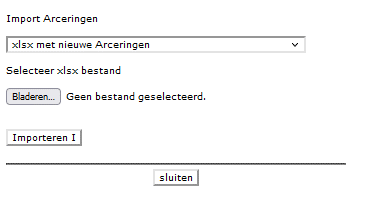 Import Arceringen
xlsx met nieuwe Arceringen
Selecteer xlsx bestand
Bladeren... Geen bestand geselecteerd.
Importeren I
sluiten